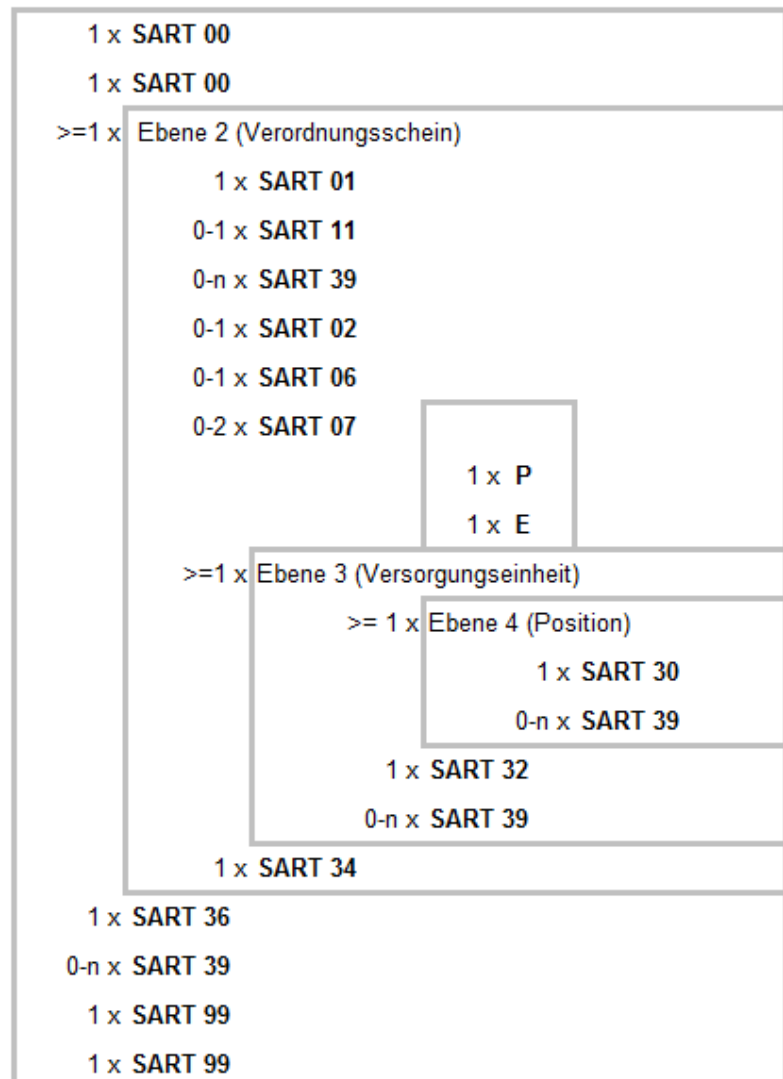 1 x SART 00
1 x SART 00
>=1 x Ebene 2 (Verordnungsschein)
1 x SART 01
0-1 x SART 11
0-n x SART 39
0-1 x SART 02
0-1 x SART 06
0-2 x SART 07
1 x P
1 x E
>=1 x Ebene 3 (Versorgungseinheit)
>= 1 x Ebene 4 (Position)
1 x SART 30
0-n x SART 39
1 x SART 32
0-n x SART 39
1 x SART 34
1 x SART 36
0-n x SART 39
1 x SART 99
1 x SART 99